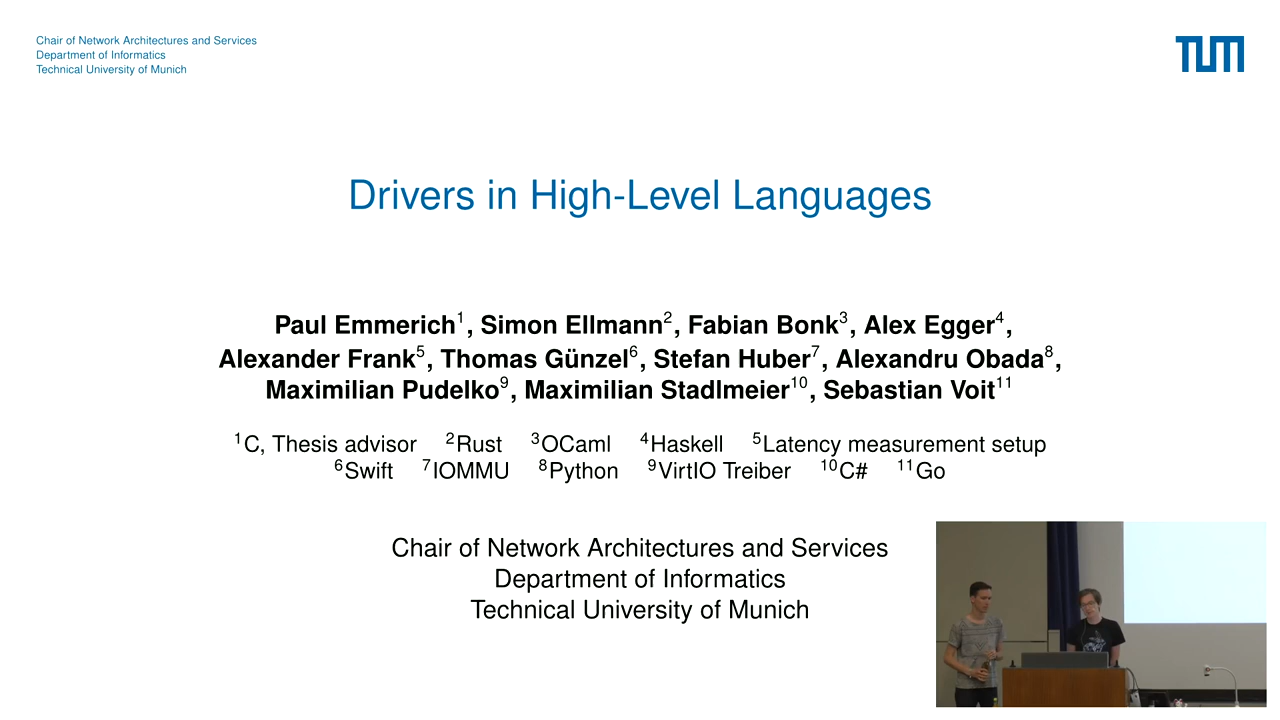 Chair of Network Architectures and Services
Department of Informatics
Technical University of Munich
TUM
Drivers in High-Level Languages
Paul Emmerich¹, Simon Ellmann², Fabian Bonk³, Alex Egger⁴,
Alexander Frank⁵, Thomas Günzel⁶, Stefan Huber⁷, Alexandru Obada⁸,
Maximilian Pudelko⁹, Maximilian Stadlmeier¹⁰, Sebastian Voit¹¹
¹C, Thesis advisor ²Rust ³OCaml ⁴Haskell ⁵Latency measurement setup
⁶Swift ⁷IOMMU ⁸Python ⁹VirtIO Treiber ¹⁰C# ¹¹Go
Chair of Network Architectures and Services
Department of Informatics
Technical University of Munich